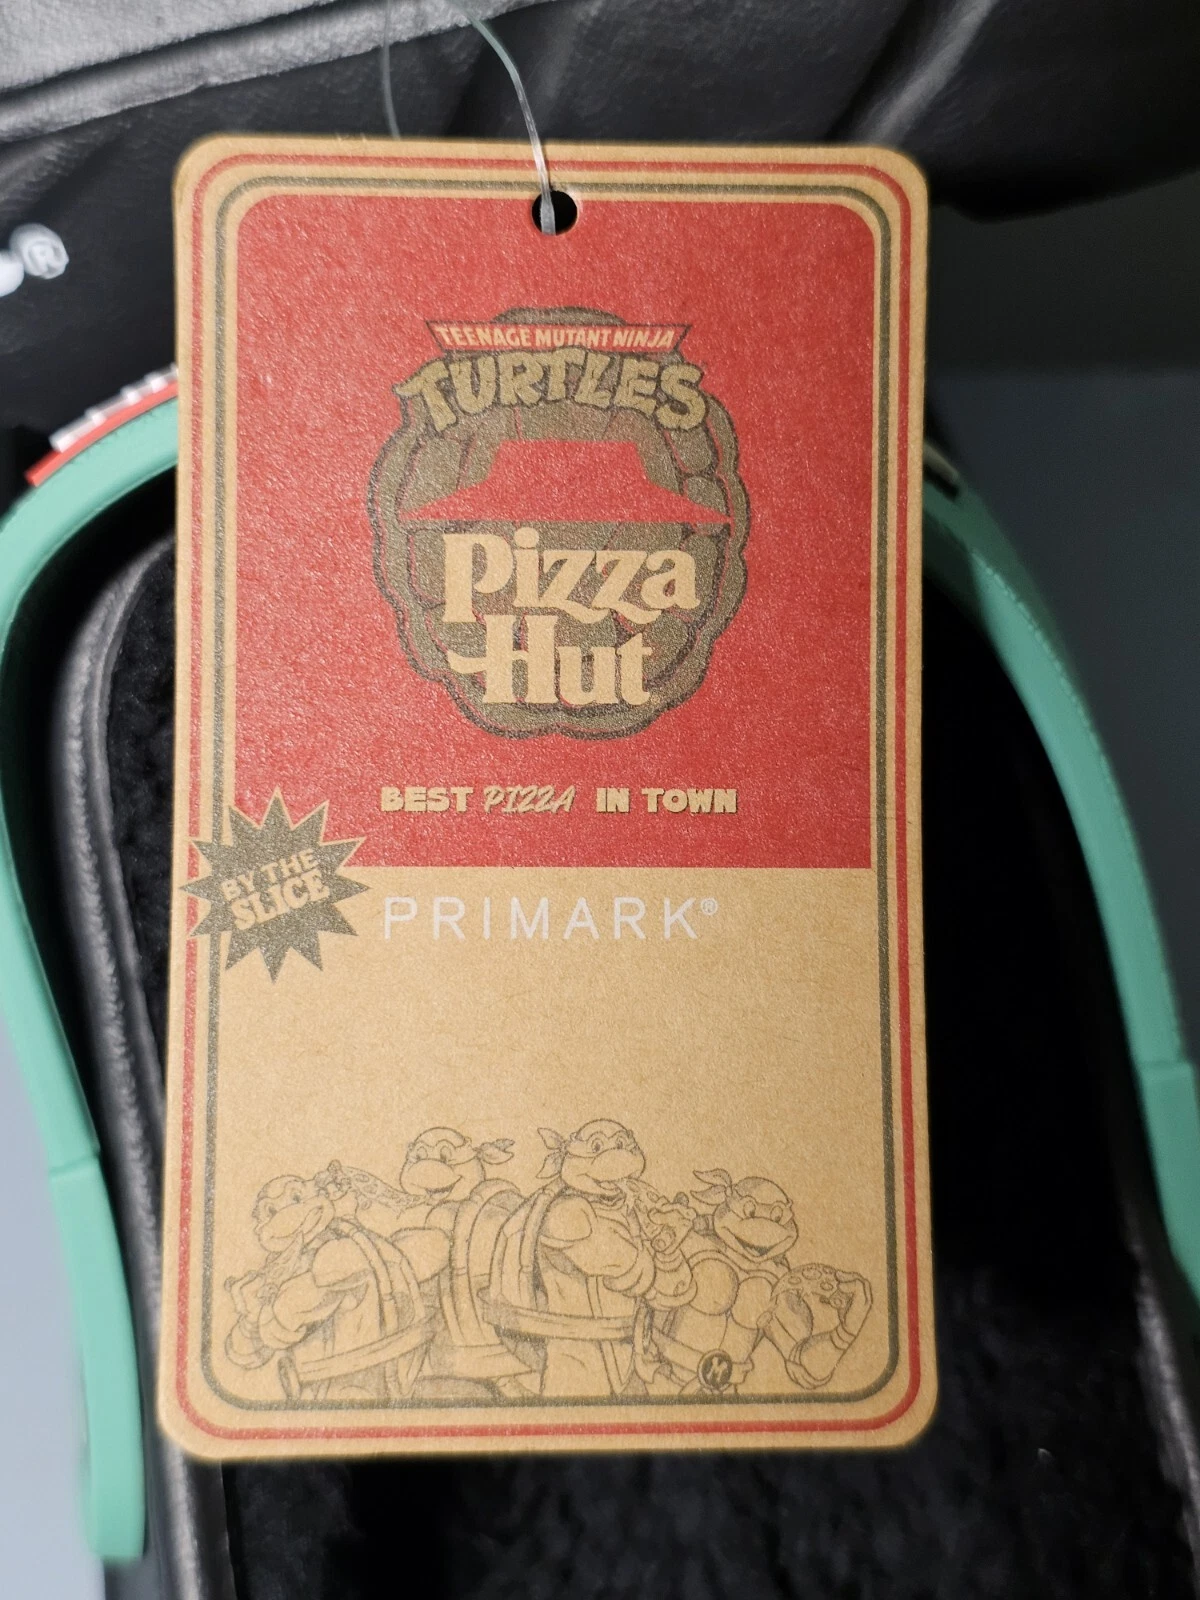 TEENAGE MUTANT NINJA
TURTLES
Pizza
Hut
BEST PIZZA IN TOWN
BY THE
SLICE
PRIMARK®
M